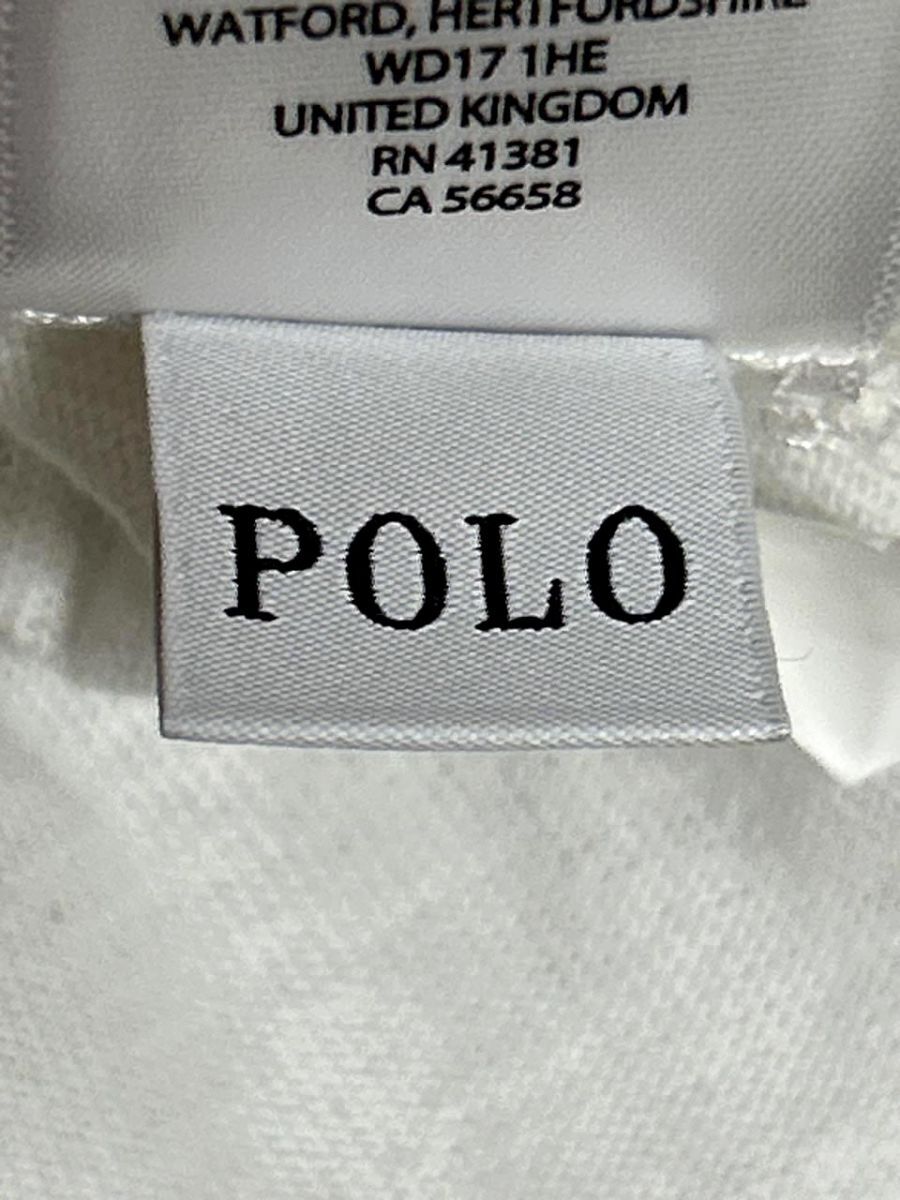 WATFORD, HERTFORDSHIRE
WD17 1HE
UNITED KINGDOM
RN 41381
CA 56658
POLO